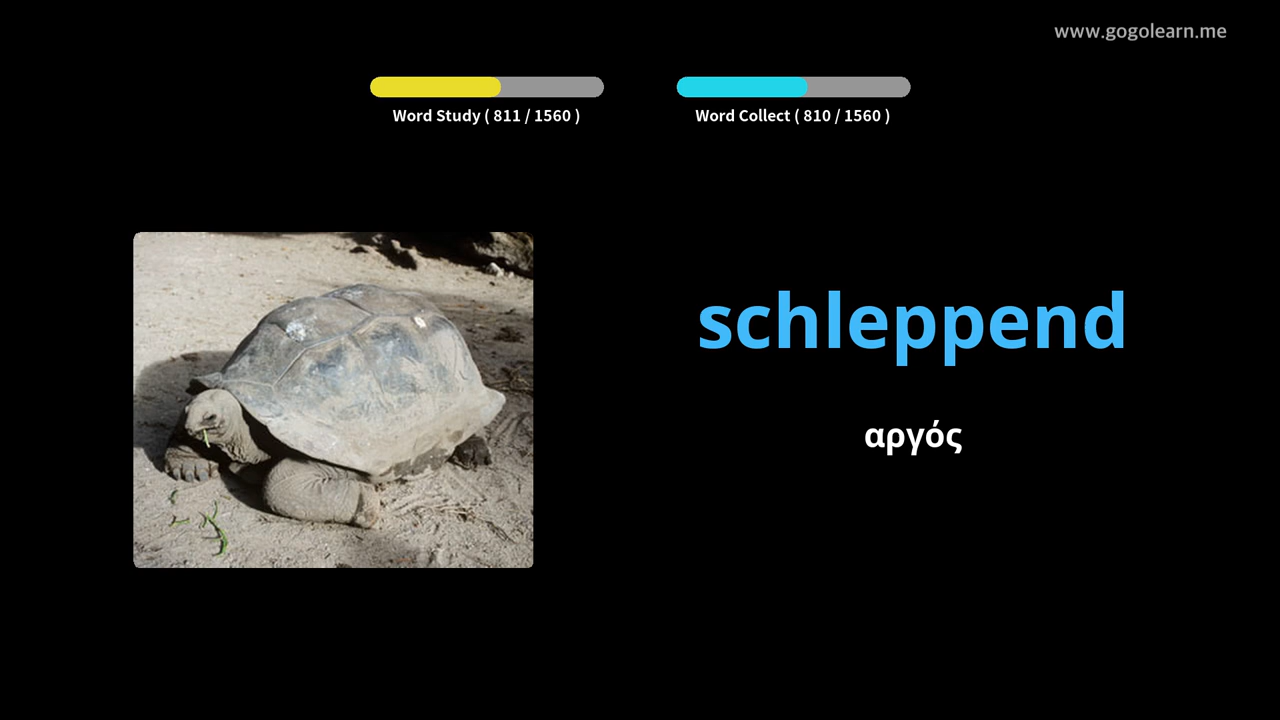 www.gogolearn.me
Word Study ( 811 / 1560 )
Word Collect ( 810 / 1560 )
schleppend
αργός